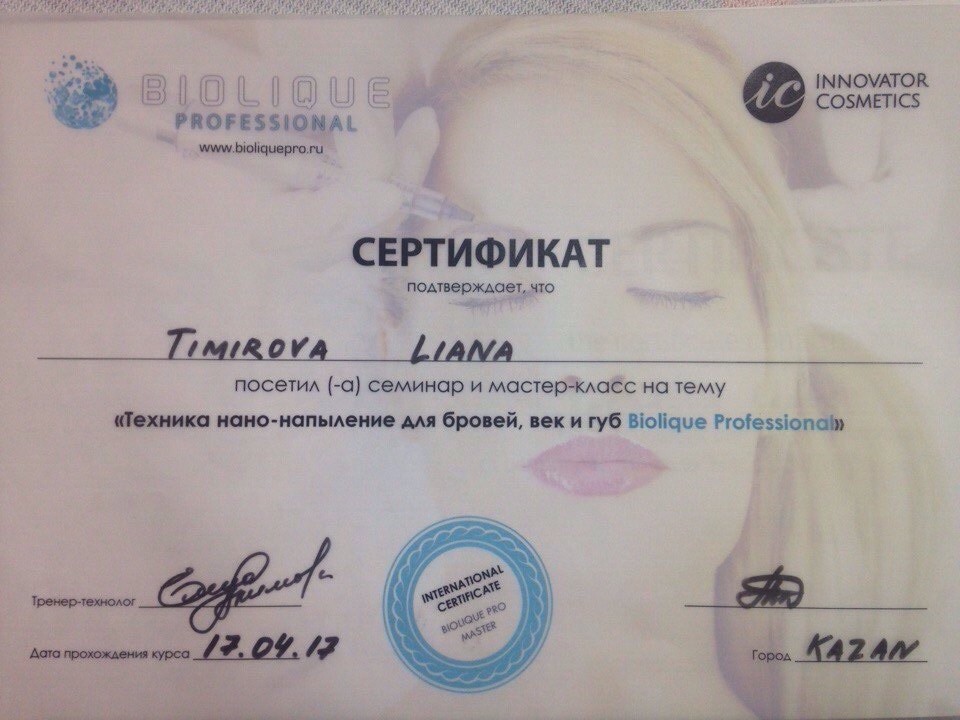 BIOLIQUE
PROFESSIONAL
www.bioliquepro.ru
ic INNOVATOR
COSMETICS
СЕРТИФИКАТ
подтверждает, что
TIMIROVA LIANA
посетил (-а) семинар и мастер-класс на тему
«Техника нано-напыление для бровей, век и губ Biolique Professional»
INTERNATIONAL
CERTIFICATE
BIOLIQUE PRO
MASTER
Тренер-технолог
Дата прохождения курса 17.04.17
Город KAZAN